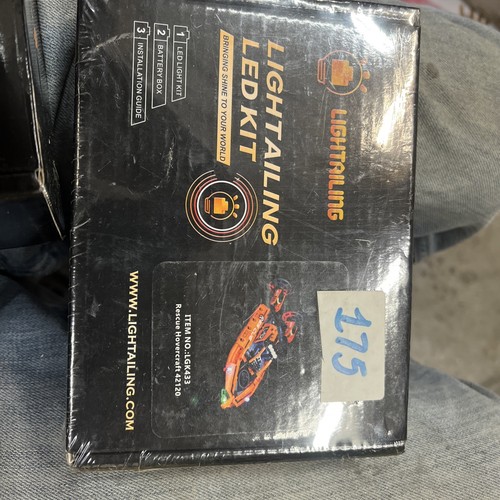 LIGHTAILING
LIGHTAILING
LED KIT
BRINGING SHINE TO YOUR WORLD
1 LED LIGHT KIT
2 BATTERY BOX
3 INSTALLATION GUIDE
175
ITEM NO.:LGK433
Rescue Hovercraft 42120
WWW.LIGHTAILING.COM